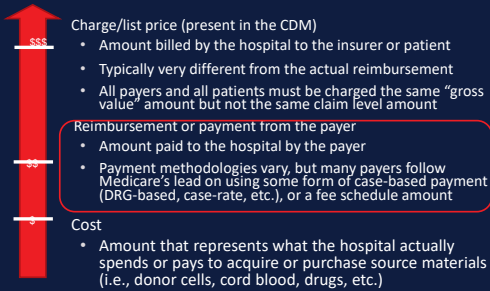 Charge/list price (present in the CDM)
$$$
• Amount billed by the hospital to the insurer or patient
• Typically very different from the actual reimbursement
• All payers and all patients must be charged the same “gross
value” amount but not the same claim level amount
Reimbursement or payment from the payer
• Amount paid to the hospital by the payer
$$
• Payment methodologies vary, but many payers follow
Medicare’s lead on using some form of case-based payment
(DRG-based, case-rate, etc.), or a fee schedule amount
$
Cost
• Amount that represents what the hospital actually
spends or pays to acquire or purchase source materials
(i.e., donor cells, cord blood, drugs, etc.)